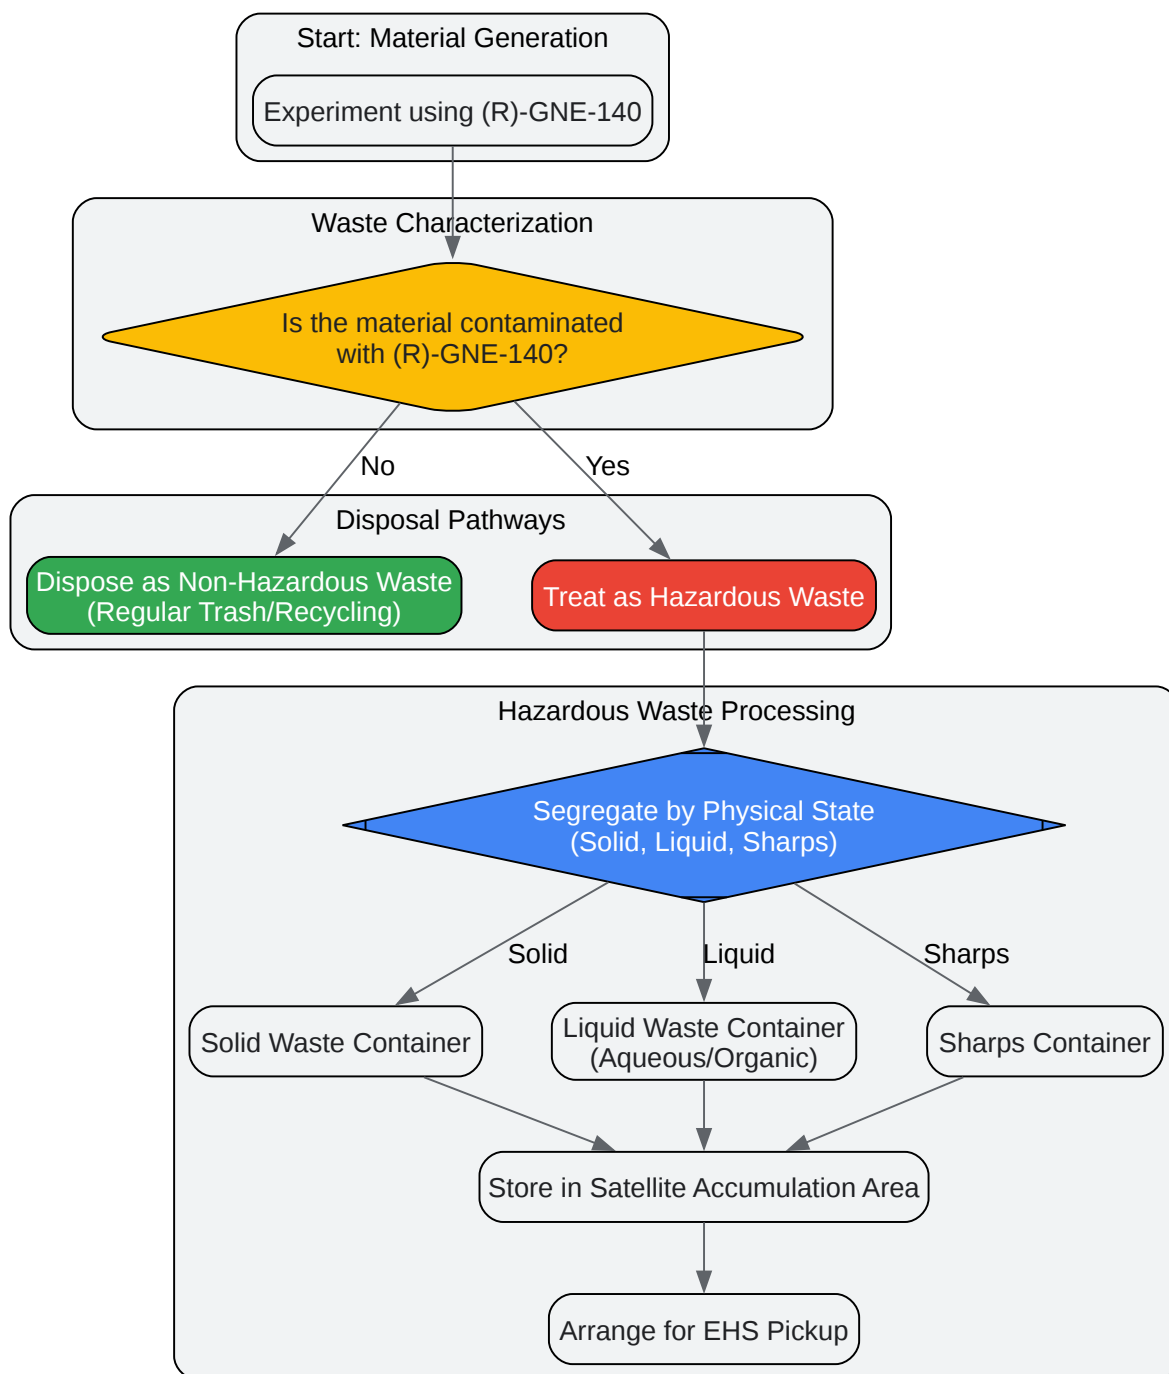 Start: Material Generation
Experiment using (R)-GNE-140
Waste Characterization
Is the material contaminated
with (R)-GNE-140?
No
Yes
Disposal Pathways
Dispose as Non-Hazardous Waste
(Regular Trash/Recycling)
Treat as Hazardous Waste
Hazardous Waste Processing
Segregate by Physical State
(Solid, Liquid, Sharps)
Solid
Liquid
Sharps
Solid Waste Container
Liquid Waste Container
(Aqueous/Organic)
Sharps Container
Store in Satellite Accumulation Area
Arrange for EHS Pickup